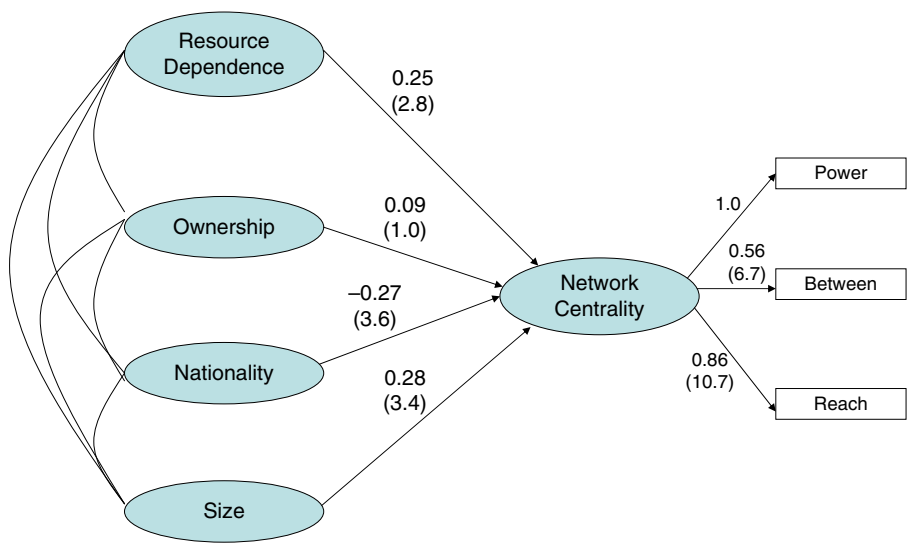 Resource
Dependence
0.25
(2.8)
Ownership
0.09
(1.0)
Nationality
–0.27
(3.6)
Size
0.28
(3.4)
Network
Centrality
1.0
Power
0.56
(6.7)
Between
0.86
(10.7)
Reach